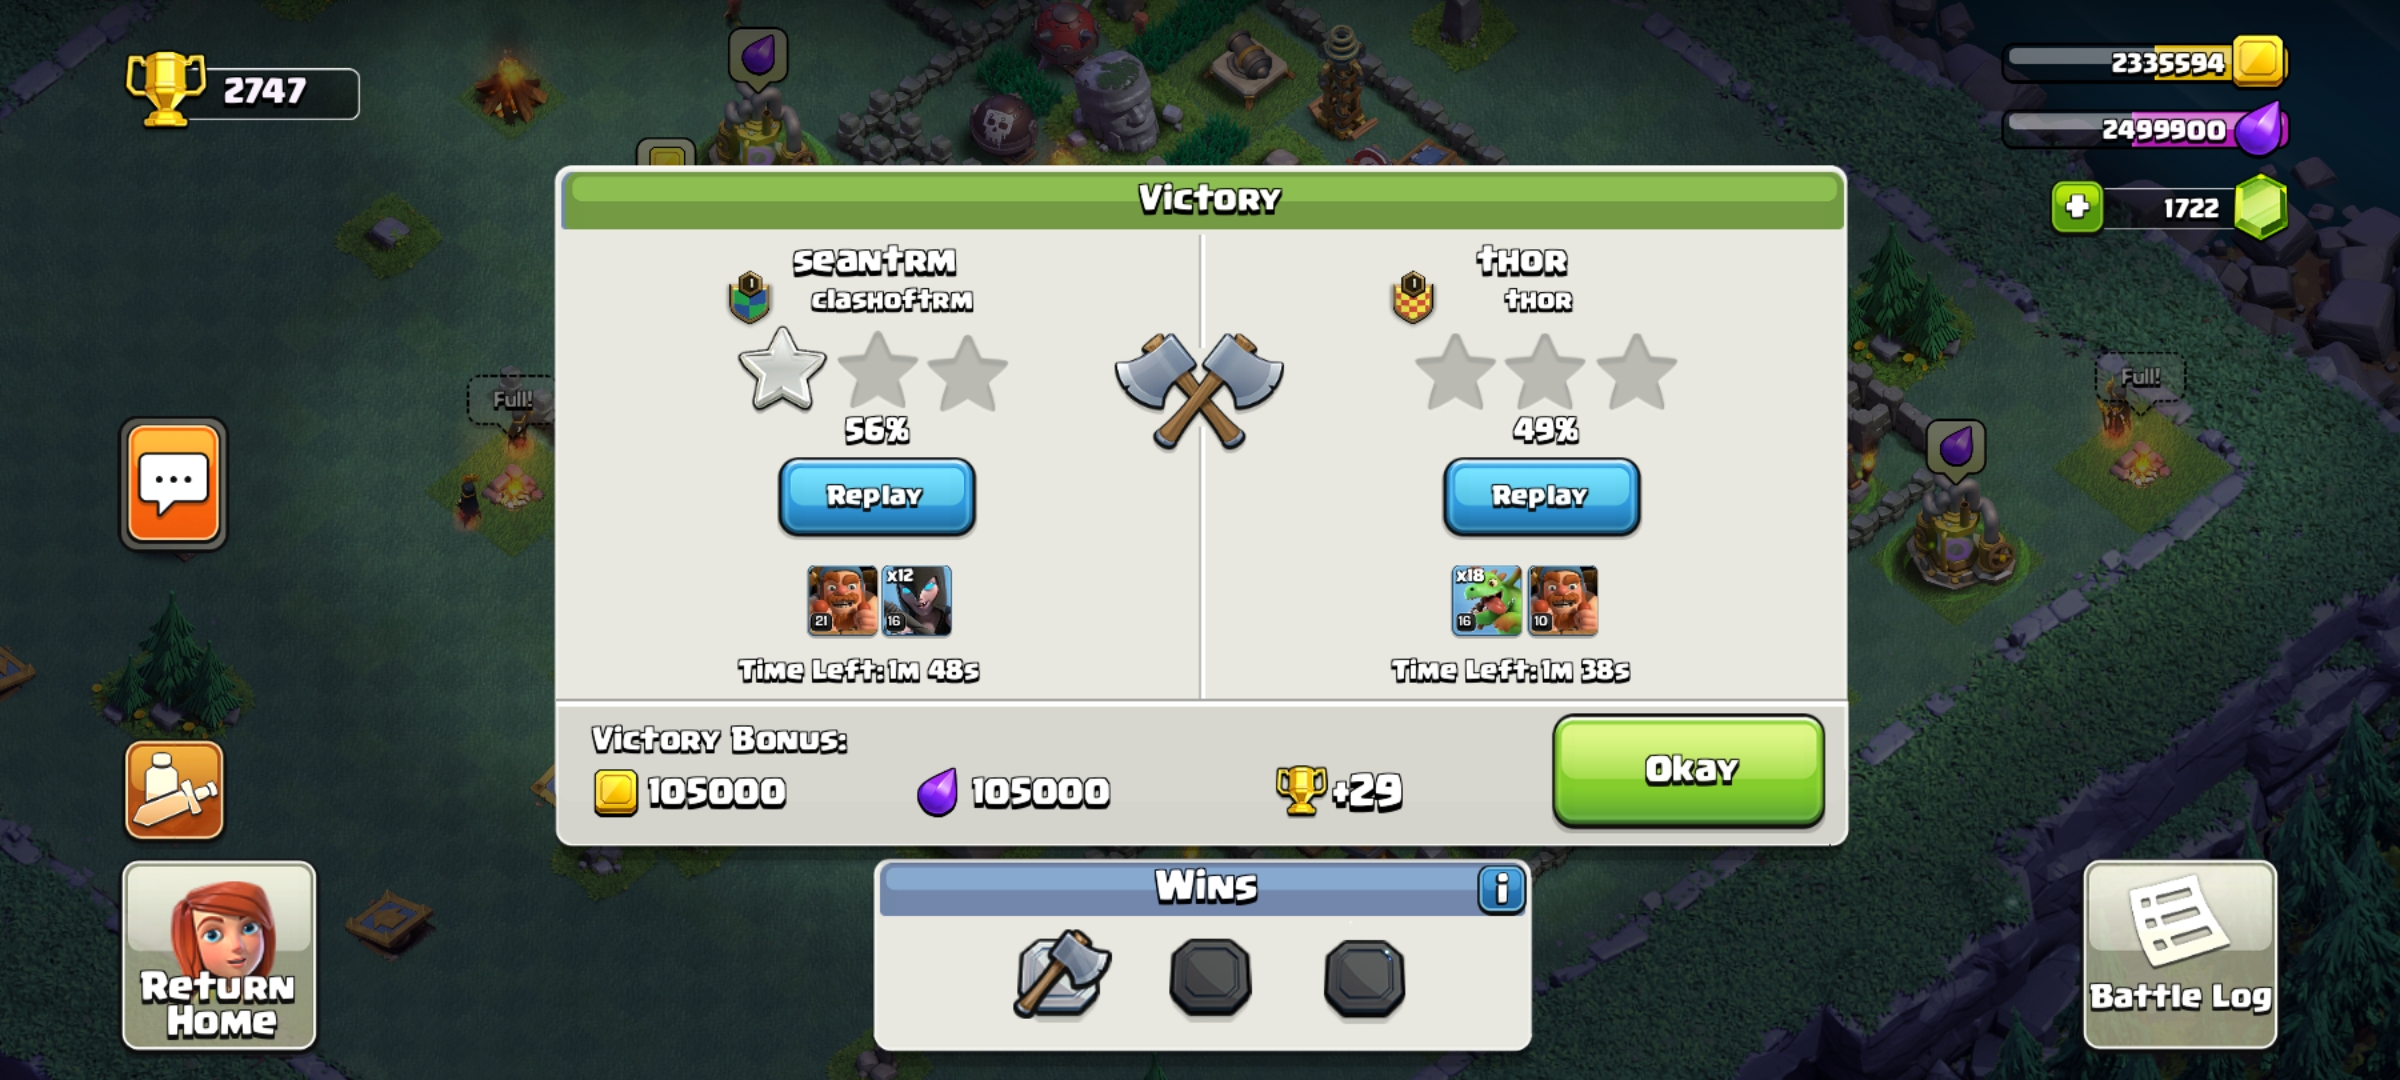 2747
2335594
2499900
1722
Victory
seantrm
1
clashoftrm
56%
Replay
21
x12
16
Time Left:1m 48s
thor
1
thor
49%
Replay
x18
16
10
Time Left:1m 38s
Full!
Full!
Victory Bonus:
105000
105000
+29
Okay
Wins
i
Return
Home
Battle Log